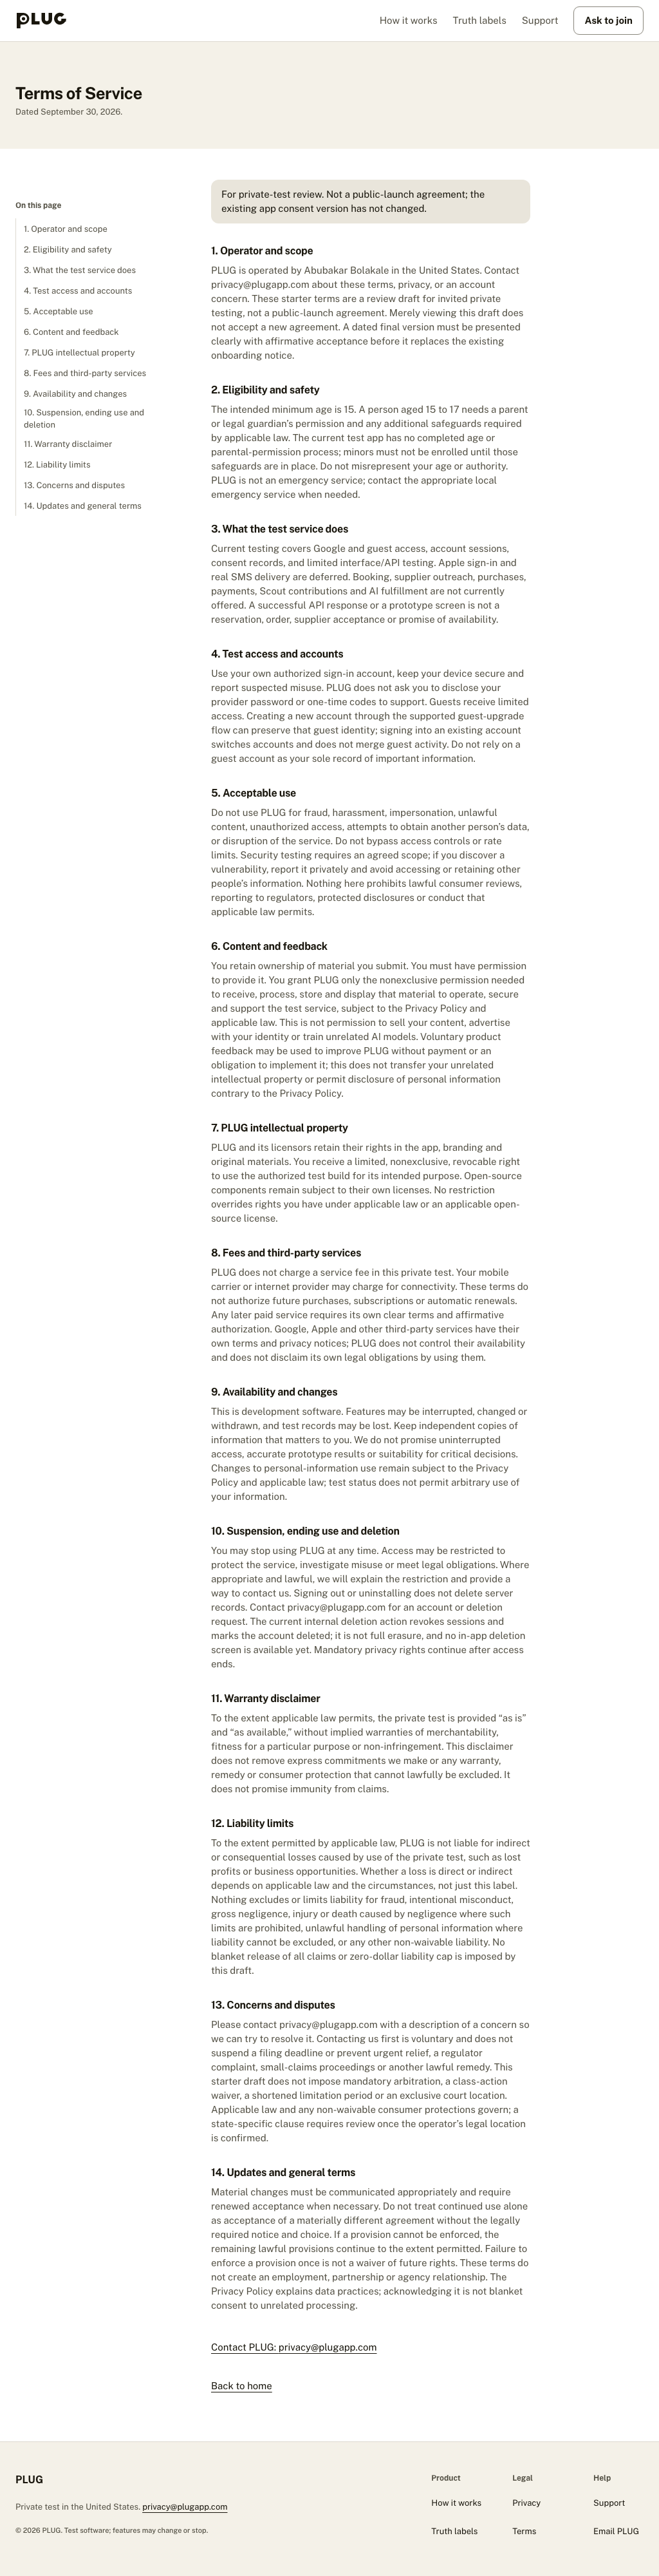 PLUG
How it works
Truth labels
Support
Ask to join
Terms of Service
Dated September 30, 2026.
On this page
1. Operator and scope
2. Eligibility and safety
3. What the test service does
4. Test access and accounts
5. Acceptable use
6. Content and feedback
7. PLUG intellectual property
8. Fees and third-party services
9. Availability and changes
10. Suspension, ending use and
deletion
11. Warranty disclaimer
12. Liability limits
13. Concerns and disputes
14. Updates and general terms
For private-test review. Not a public-launch agreement; the
existing app consent version has not changed.
1. Operator and scope
PLUG is operated by Abubakar Bolakale in the United States. Contact
privacy@plugapp.com about these terms, privacy, or an account
concern. These starter terms are a review draft for invited private
testing, not a public-launch agreement. Merely viewing this draft does
not accept a new agreement. A dated final version must be presented
clearly with affirmative acceptance before it replaces the existing
onboarding notice.
2. Eligibility and safety
The intended minimum age is 15. A person aged 15 to 17 needs a parent
or legal guardian's permission and any additional safeguards required
by applicable law. The current test app has no completed age or
parental-permission process; minors must not be enrolled until those
safeguards are in place. Do not misrepresent your age or authority.
PLUG is not an emergency service; contact the appropriate local
emergency service when needed.
3. What the test service does
Current testing covers Google and guest access, account sessions,
consent records, and limited interface/API testing. Apple sign-in and
real SMS delivery are deferred. Booking, supplier outreach, purchases,
payments, Scout contributions and AI fulfillment are not currently
offered. A successful API response or a prototype screen is not a
reservation, order, supplier acceptance or promise of availability.
4. Test access and accounts
Use your own authorized sign-in account, keep your device secure and
report suspected misuse. PLUG does not ask you to disclose your
provider password or one-time codes to support. Guests receive limited
access. Creating a new account through the supported guest-upgrade
flow can preserve that guest identity; signing into an existing account
switches accounts and does not merge guest activity. Do not rely on a
guest account as your sole record of important information.
5. Acceptable use
Do not use PLUG for fraud, harassment, impersonation, unlawful
content, unauthorized access, attempts to obtain another person's data,
or disruption of the service. Do not bypass access controls or rate
limits. Security testing requires an agreed scope; if you discover a
vulnerability, report it privately and avoid accessing or retaining other
people's information. Nothing here prohibits lawful consumer reviews,
reporting to regulators, protected disclosures or conduct that
applicable law permits.
6. Content and feedback
You retain ownership of material you submit. You must have permission
to provide it. You grant PLUG only the nonexclusive permission needed
to receive, process, store and display that material to operate, secure
and support the test service, subject to the Privacy Policy and
applicable law. This is not permission to sell your content, advertise
with your identity or train unrelated AI models. Voluntary product
feedback may be used to improve PLUG without payment or an
obligation to implement it; this does not transfer your unrelated
intellectual property or permit disclosure of personal information
contrary to the Privacy Policy.
7. PLUG intellectual property
PLUG and its licensors retain their rights in the app, branding and
original materials. You receive a limited, nonexclusive, revocable right
to use the authorized test build for its intended purpose. Open-source
components remain subject to their own licenses. No restriction
overrides rights you have under applicable law or an applicable open-
source license.
8. Fees and third-party services
PLUG does not charge a service fee in this private test. Your mobile
carrier or internet provider may charge for connectivity. These terms do
not authorize future purchases, subscriptions or automatic renewals.
Any later paid service requires its own clear terms and affirmative
authorization. Google, Apple and other third-party services have their
own terms and privacy notices; PLUG does not control their availability
and does not disclaim its own legal obligations by using them.
9. Availability and changes
This is development software. Features may be interrupted, changed or
withdrawn, and test records may be lost. Keep independent copies of
information that matters to you. We do not promise uninterrupted
access, accurate prototype results or suitability for critical decisions.
Changes to personal-information use remain subject to the Privacy
Policy and applicable law; test status does not permit arbitrary use of
your information.
10. Suspension, ending use and deletion
You may stop using PLUG at any time. Access may be restricted to
protect the service, investigate misuse or meet legal obligations. Where
appropriate and lawful, we will explain the restriction and provide a
way to contact us. Signing out or uninstalling does not delete server
records. Contact privacy@plugapp.com for an account or deletion
request. The current internal deletion action revokes sessions and
marks the account deleted; it is not full erasure, and no in-app deletion
screen is available yet. Mandatory privacy rights continue after access
ends.
11. Warranty disclaimer
To the extent applicable law permits, the private test is provided “as is”
and “as available,” without implied warranties of merchantability,
fitness for a particular purpose or non-infringement. This disclaimer
does not remove express commitments we make or any warranty,
remedy or consumer protection that cannot lawfully be excluded. It
does not promise immunity from claims.
12. Liability limits
To the extent permitted by applicable law, PLUG is not liable for indirect
or consequential losses caused by use of the private test, such as lost
profits or business opportunities. Whether a loss is direct or indirect
depends on applicable law and the circumstances, not just this label.
Nothing excludes or limits liability for fraud, intentional misconduct,
gross negligence, injury or death caused by negligence where such
limits are prohibited, unlawful handling of personal information where
liability cannot be excluded, or any other non-waivable liability. No
blanket release of all claims or zero-dollar liability cap is imposed by
this draft.
13. Concerns and disputes
Please contact privacy@plugapp.com with a description of a concern so
we can try to resolve it. Contacting us first is voluntary and does not
suspend a filing deadline or prevent urgent relief, a regulator
complaint, small-claims proceedings or another lawful remedy. This
starter draft does not impose mandatory arbitration, a class-action
waiver, a shortened limitation period or an exclusive court location.
Applicable law and any non-waivable consumer protections govern; a
state-specific clause requires review once the operator's legal location
is confirmed.
14. Updates and general terms
Material changes must be communicated appropriately and require
renewed acceptance when necessary. Do not treat continued use alone
as acceptance of a materially different agreement without the legally
required notice and choice. If a provision cannot be enforced, the
remaining lawful provisions continue to the extent permitted. Failure to
enforce a provision once is not a waiver of future rights. These terms do
not create an employment, partnership or agency relationship. The
Privacy Policy explains data practices; acknowledging it is not blanket
consent to unrelated processing.
Contact PLUG: privacy@plugapp.com
Back to home
PLUG
Private test in the United States. privacy@plugapp.com
© 2026 PLUG. Test software; features may change or stop.
Product
How it works
Truth labels
Legal
Privacy
Terms
Help
Support
Email PLUG